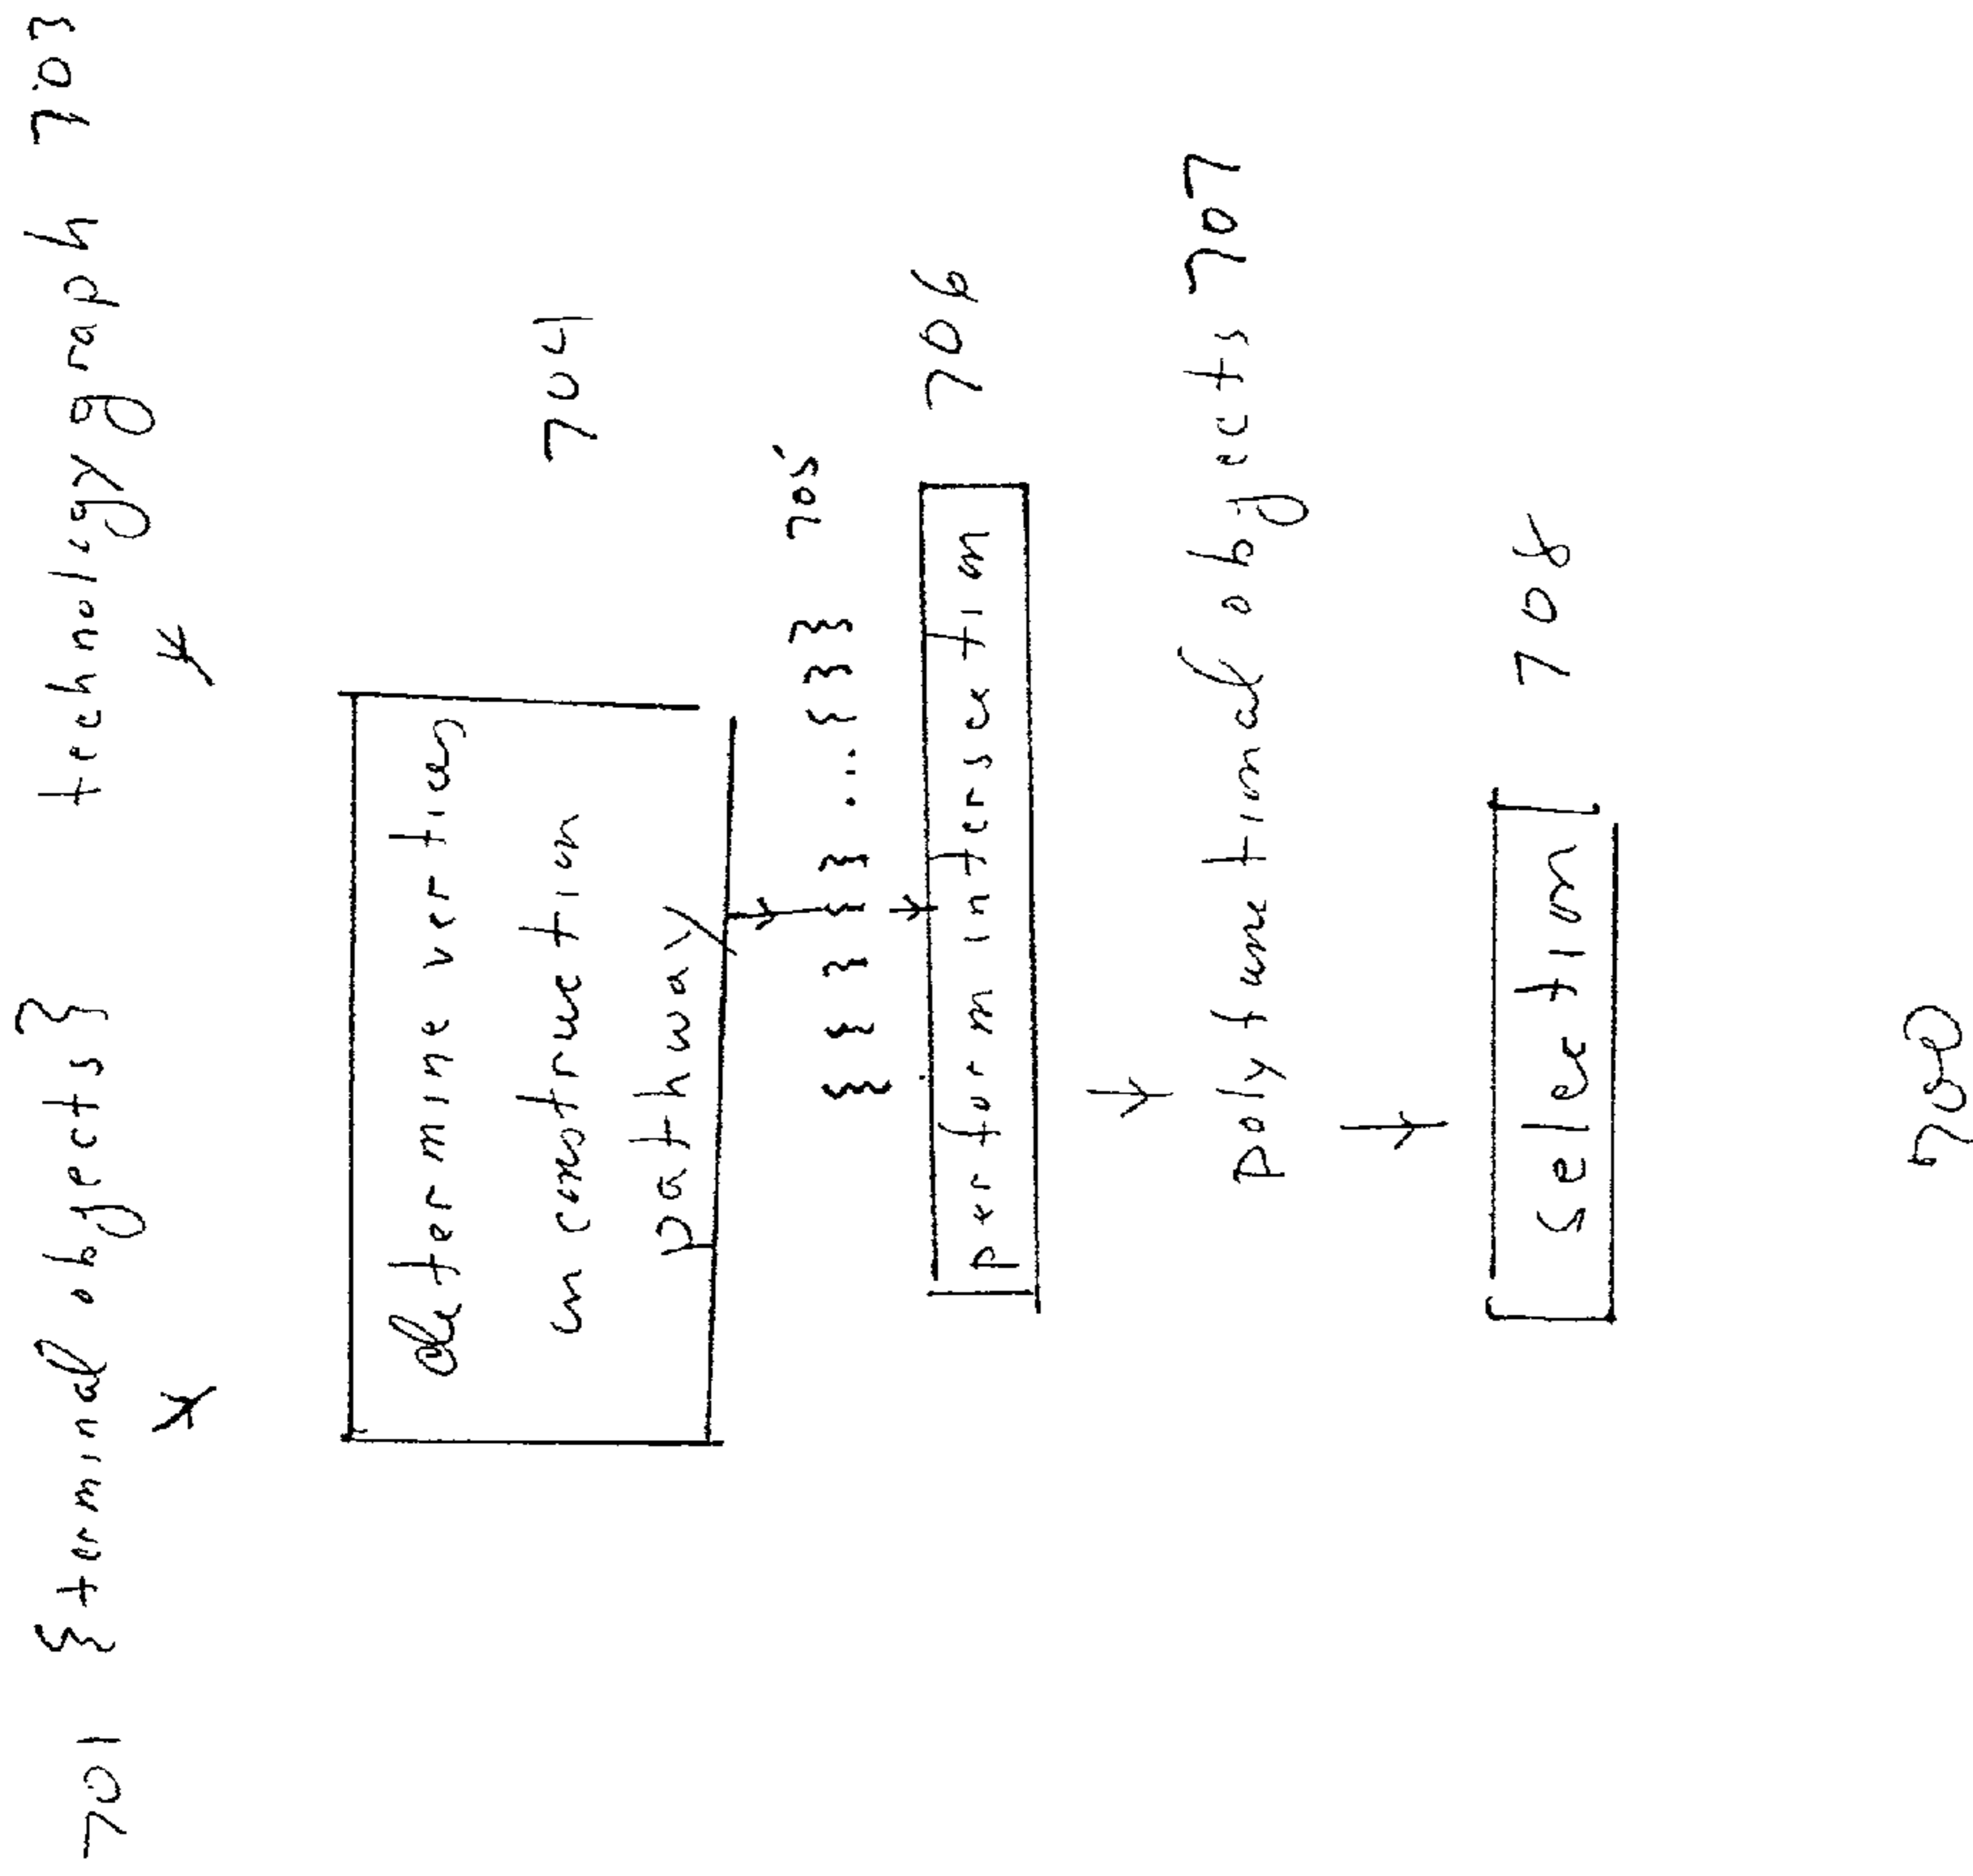 701 {terminal objects} technology graph 703
determine vertices
in construction
pathway
704
{ } { } { } ... { } } 705
perform intersection 706
polyfunctional objects 707
selection 708
700